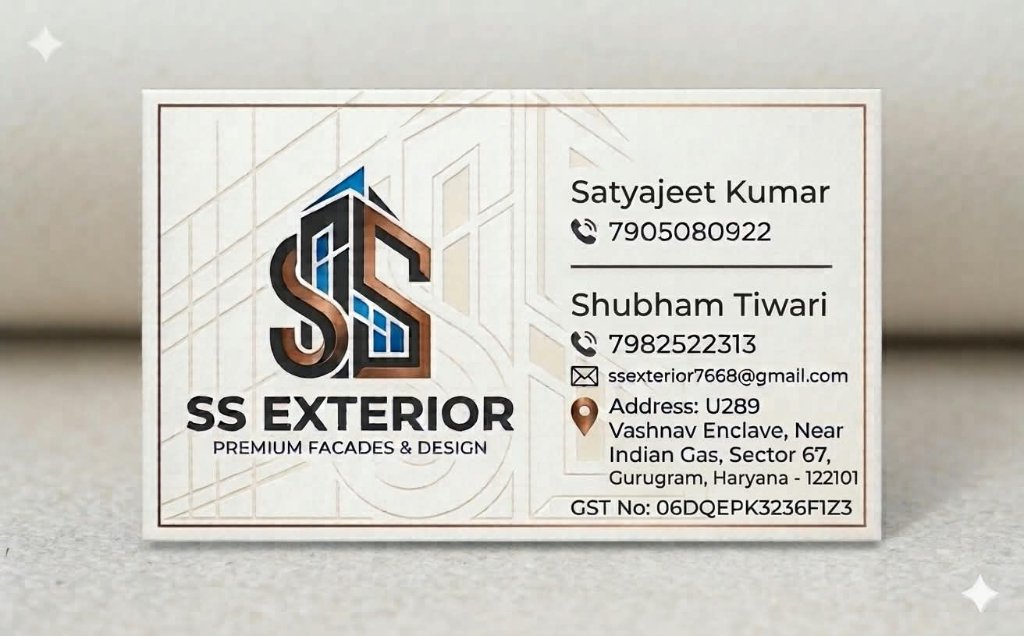 SS
SS EXTERIOR
PREMIUM FACADES & DESIGN
Satyajeet Kumar
7905080922
Shubham Tiwari
7982522313
ssexterior7668@gmail.com
Address: U289
Vashnav Enclave, Near
Indian Gas, Sector 67,
Gurugram, Haryana - 122101
GST No: 06DQEPK3236F1Z3